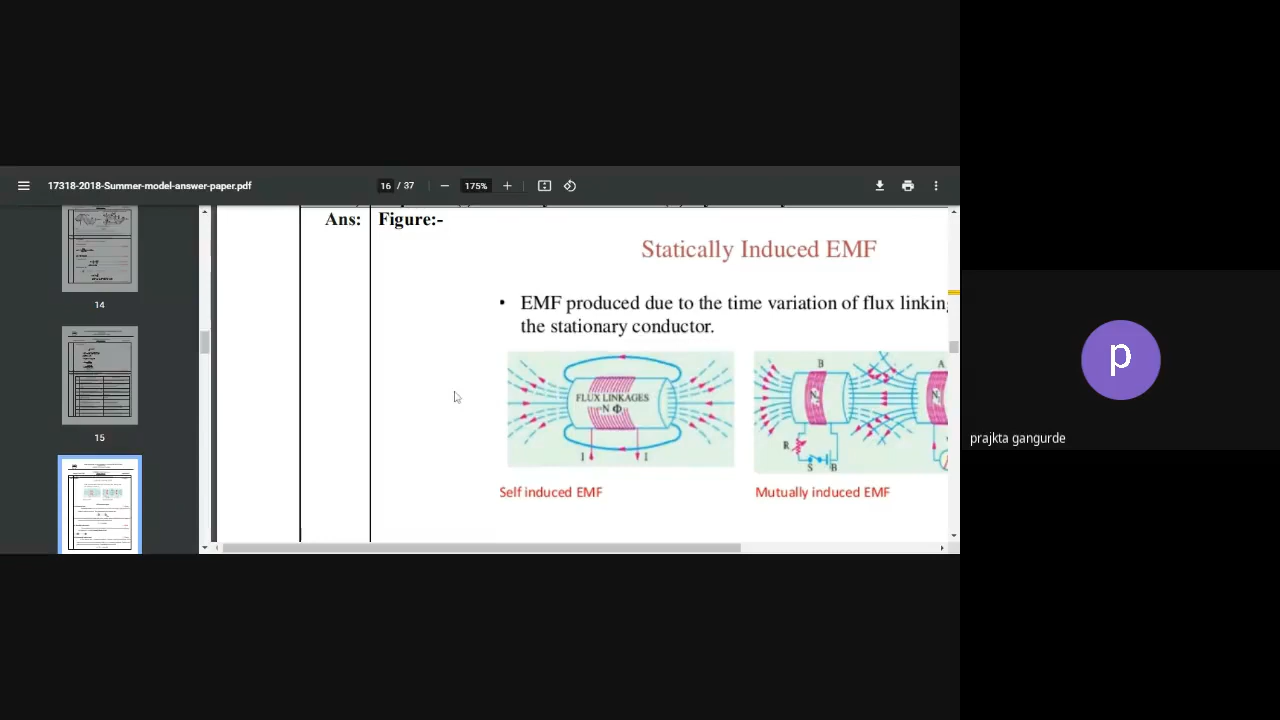 17318-2018-Summer-model-answer-paper.pdf
16 / 37
175%
Ans:
Figure:-
Statically Induced EMF
• EMF produced due to the time variation of flux linkin
the stationary conductor.
B
A
FLUX LINKAGES
N Φ
N
N
R
I
I
S
B
Self induced EMF
Mutually induced EMF
14
15
p
prajkta gangurde